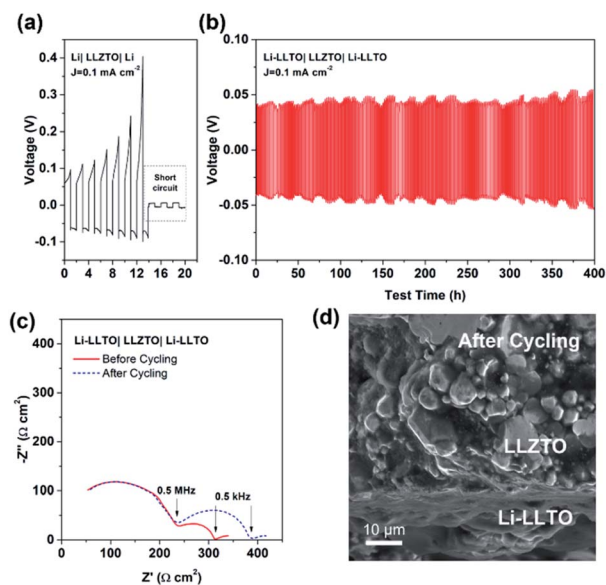 (a)
Li| LLZTO| Li
J=0.1 mA cm⁻²
Short
circuit
Voltage (V)
0.4
0.3
0.2
0.1
0.0
-0.1
0 4 8 12 16 20
(b)
Li-LLTO| LLZTO| Li-LLTO
J=0.1 mA cm⁻²
Voltage (V)
0.10
0.05
0.00
-0.05
-0.10
0 50 100 150 200 250 300 350 400
Test Time (h)
(c)
Li-LLTO| LLZTO| Li-LLTO
Before Cycling
After Cycling
0.5 MHz
0.5 kHz
-Z'' (Ω cm²)
400
300
200
100
0
0 100 200 300 400
Z' (Ω cm²)
(d)
After Cycling
LLZTO
Li-LLTO
10 μm